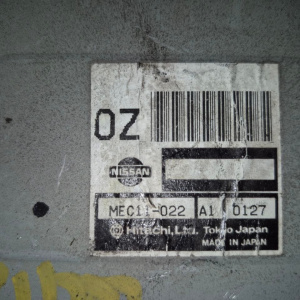 OZ
NISSAN
MEC11-022 A1 0127
Hitachi, Ltd. Tokyo Japan
MADE IN JAPAN